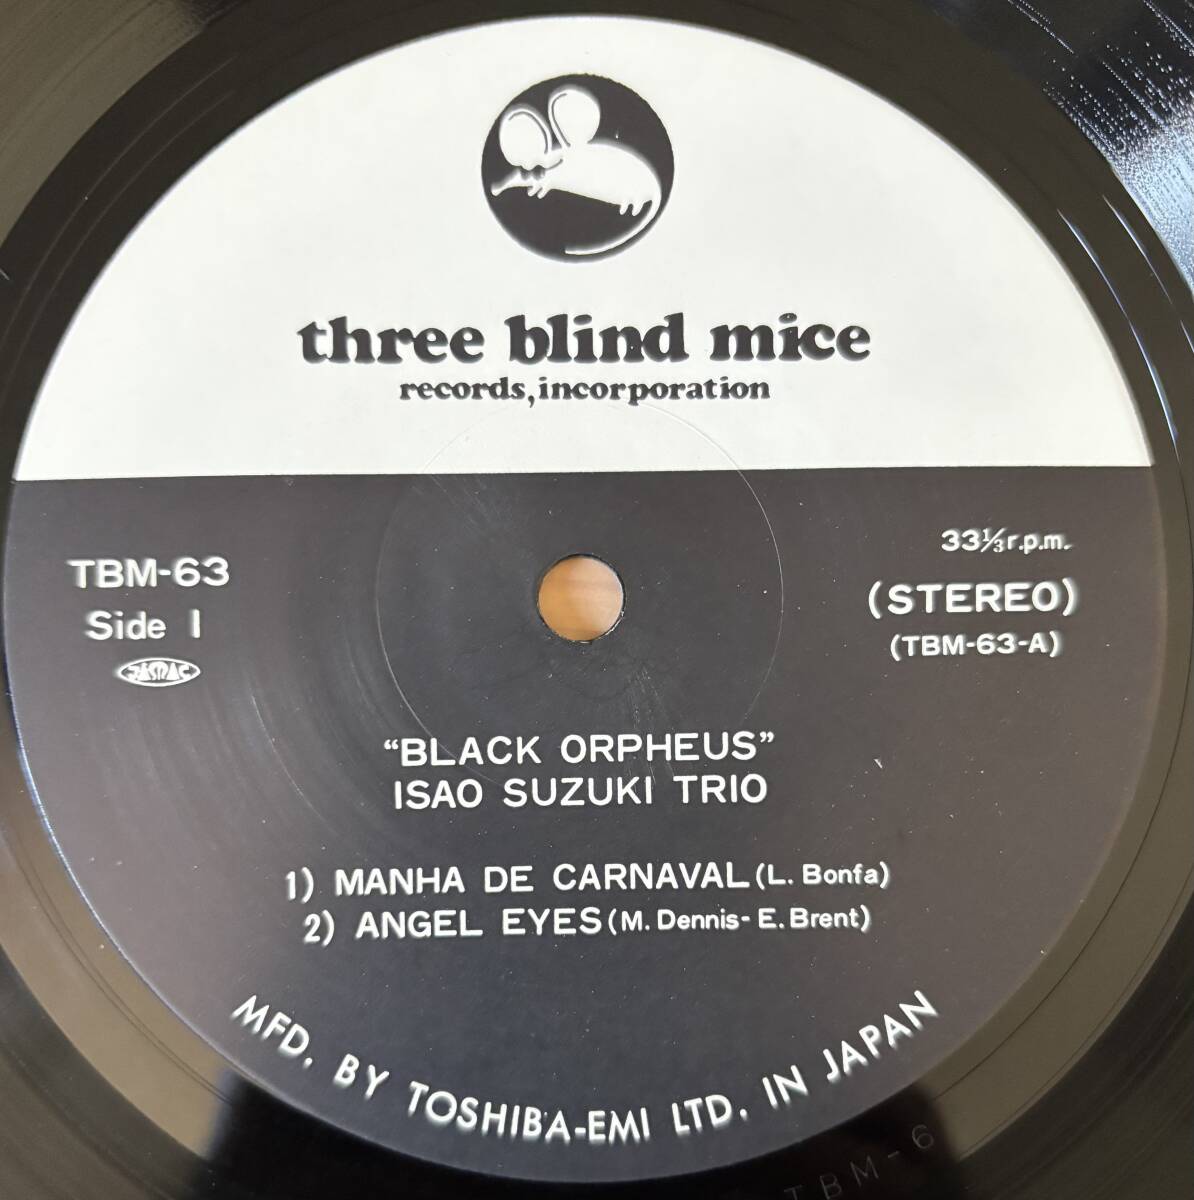 three blind mice
records, incorporation
33⅓ r.p.m.
TBM-63
(STEREO)
Side 1
(TBM-63-A)
JASRAC
“BLACK ORPHEUS”
ISAO SUZUKI TRIO
1) MANHA DE CARNAVAL (L. Bonfa)
2) ANGEL EYES (M. Dennis- E. Brent)
MFD. BY TOSHIBA-EMI LTD. IN JAPAN
TBM-6